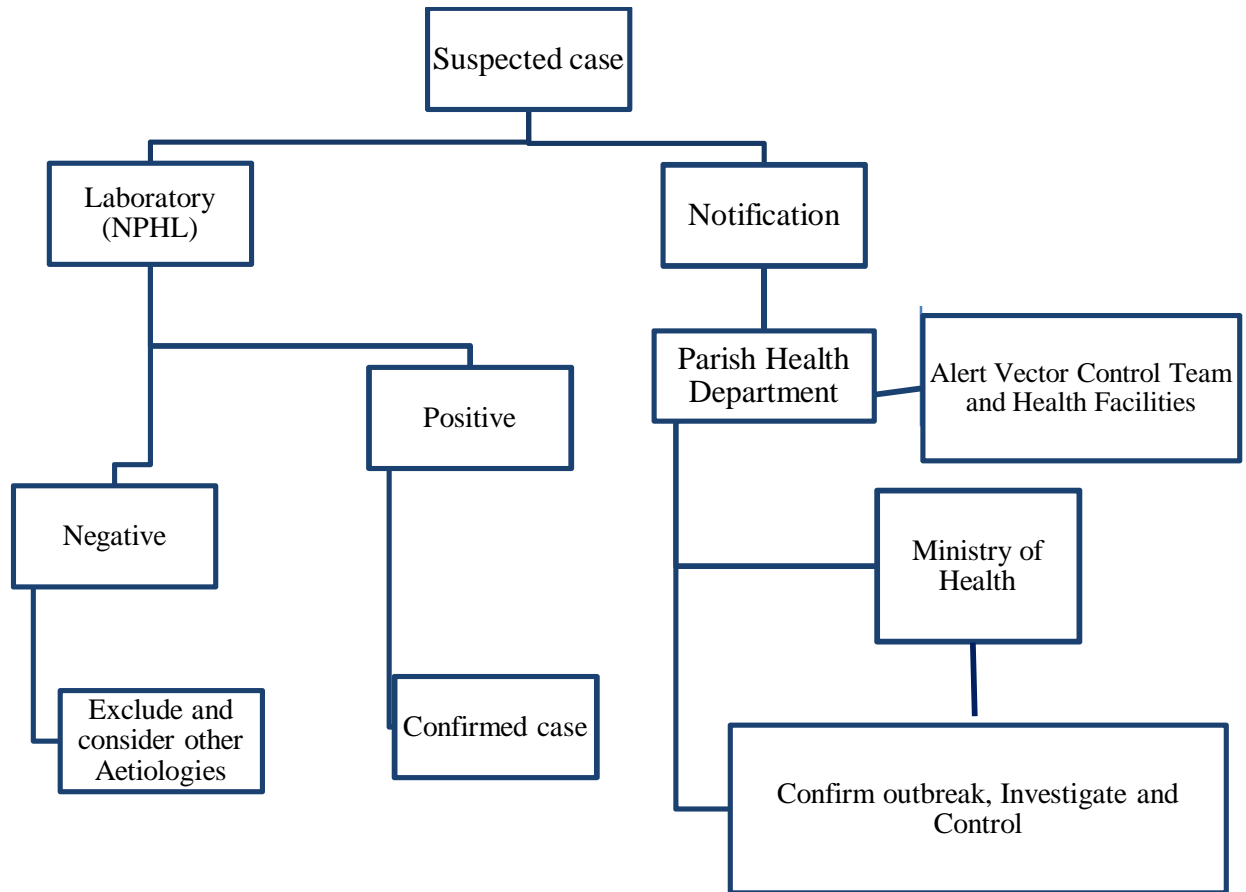 Suspected case
Laboratory
(NPHL)
Notification
Parish Health
Department
Alert Vector Control Team
and Health Facilities
Positive
Negative
Ministry of
Health
Exclude and
consider other
Aetiologies
Confirmed case
Confirm outbreak, Investigate and
Control